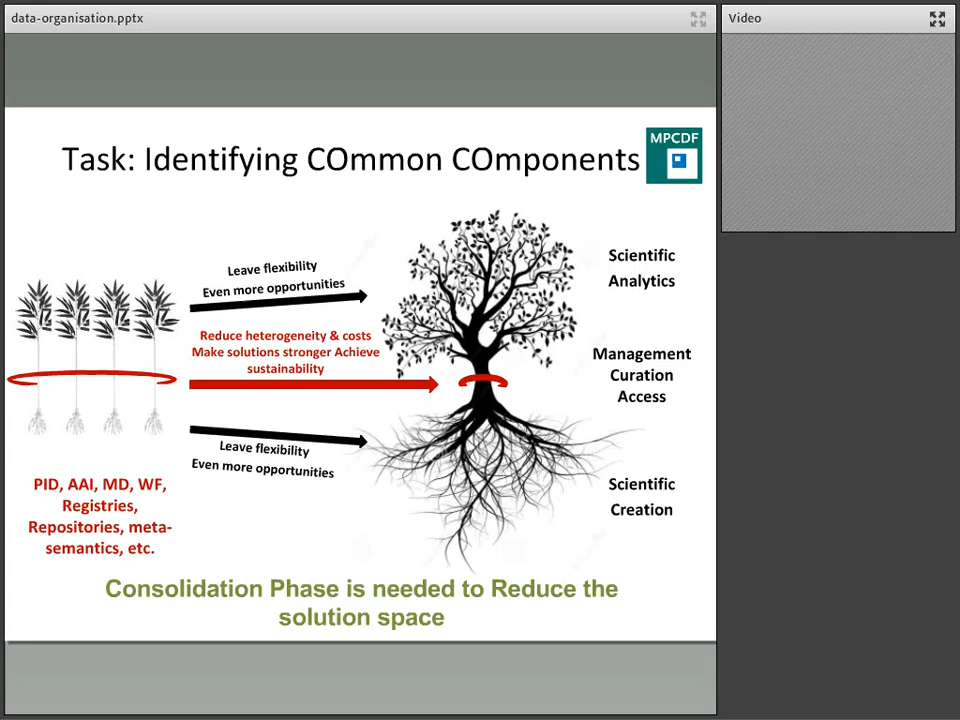 data-organisation.pptx
Video
Task: Identifying COmmon COmponents
MPCDF
Leave flexibility
Even more opportunities
Scientific
Analytics
Reduce heterogeneity & costs
Make solutions stronger Achieve
sustainability
Management
Curation
Access
Leave flexibility
Even more opportunities
PID, AAI, MD, WF,
Registries,
Repositories, meta-
semantics, etc.
Scientific
Creation
Consolidation Phase is needed to Reduce the
solution space